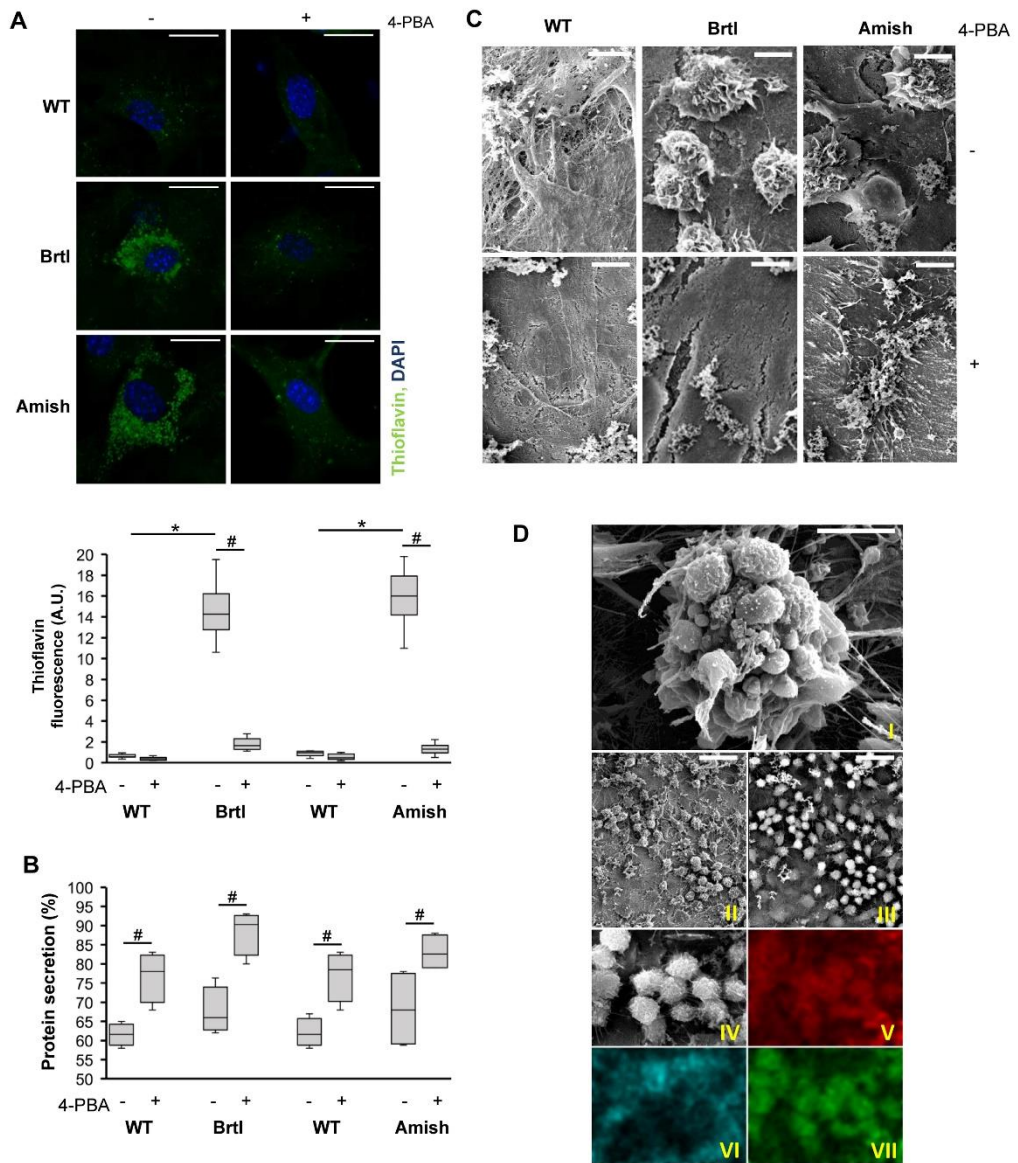 A
- + 4-PBA
WT
Brtl
Amish
Thioflavin, DAPI
* # * #
Thioflavin
fluorescence (A.U.)
20
18
16
14
12
10
8
6
4
2
0
4-PBA - + - + - + - +
WT Brtl WT Amish
B
# # # #
Protein secretion (%)
100
95
90
85
80
75
70
65
60
55
50
4-PBA - + - + - + - +
WT Brtl WT Amish
C
WT Brtl Amish 4-PBA
-
+
D
I
II III
IV V
VI VII